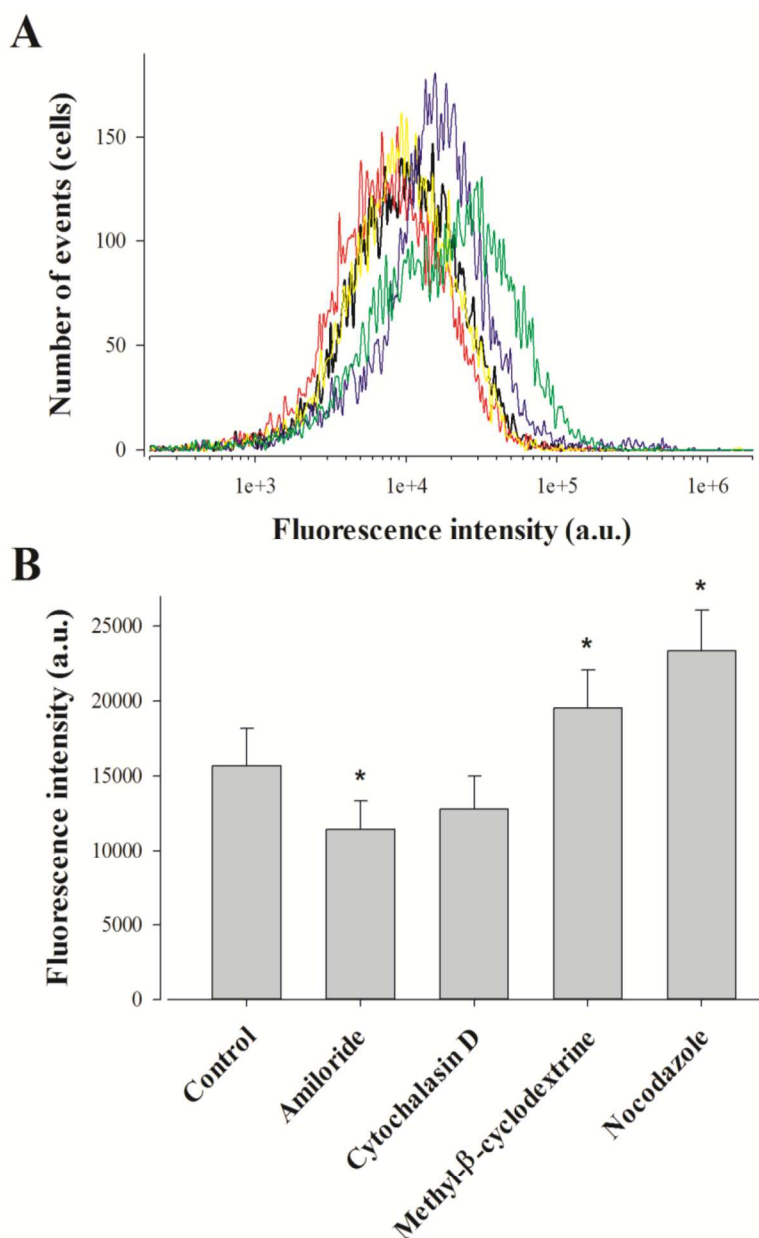 A
Number of events (cells)
150
100
50
0
1e+3 1e+4 1e+5 1e+6
Fluorescence intensity (a.u.)
B
Fluorescence intensity (a.u.)
25000
20000
15000
10000
5000
0
*
*
*
Control
Amiloride
Cytochalasin D
Methyl-β-cyclodextrine
Nocodazole